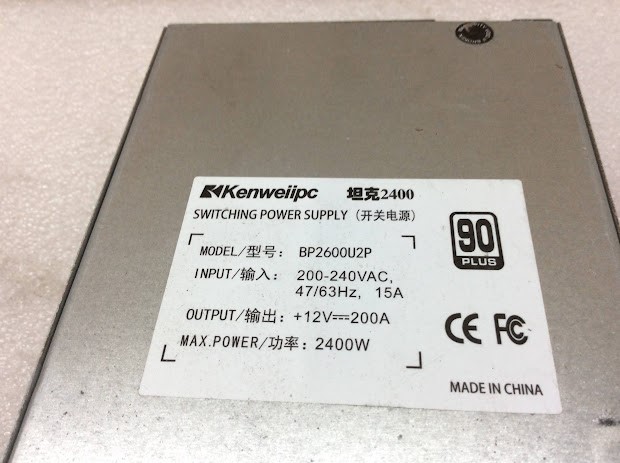 Kenweiipc 坦克2400
SWITCHING POWER SUPPLY (开关电源)
MODEL/型号: BP2600U2P
INPUT/输入: 200-240VAC,
47/63Hz, 15A
OUTPUT/输出: +12V⎓200A
MAX.POWER/功率: 2400W
90
PLUS
CE FC
MADE IN CHINA